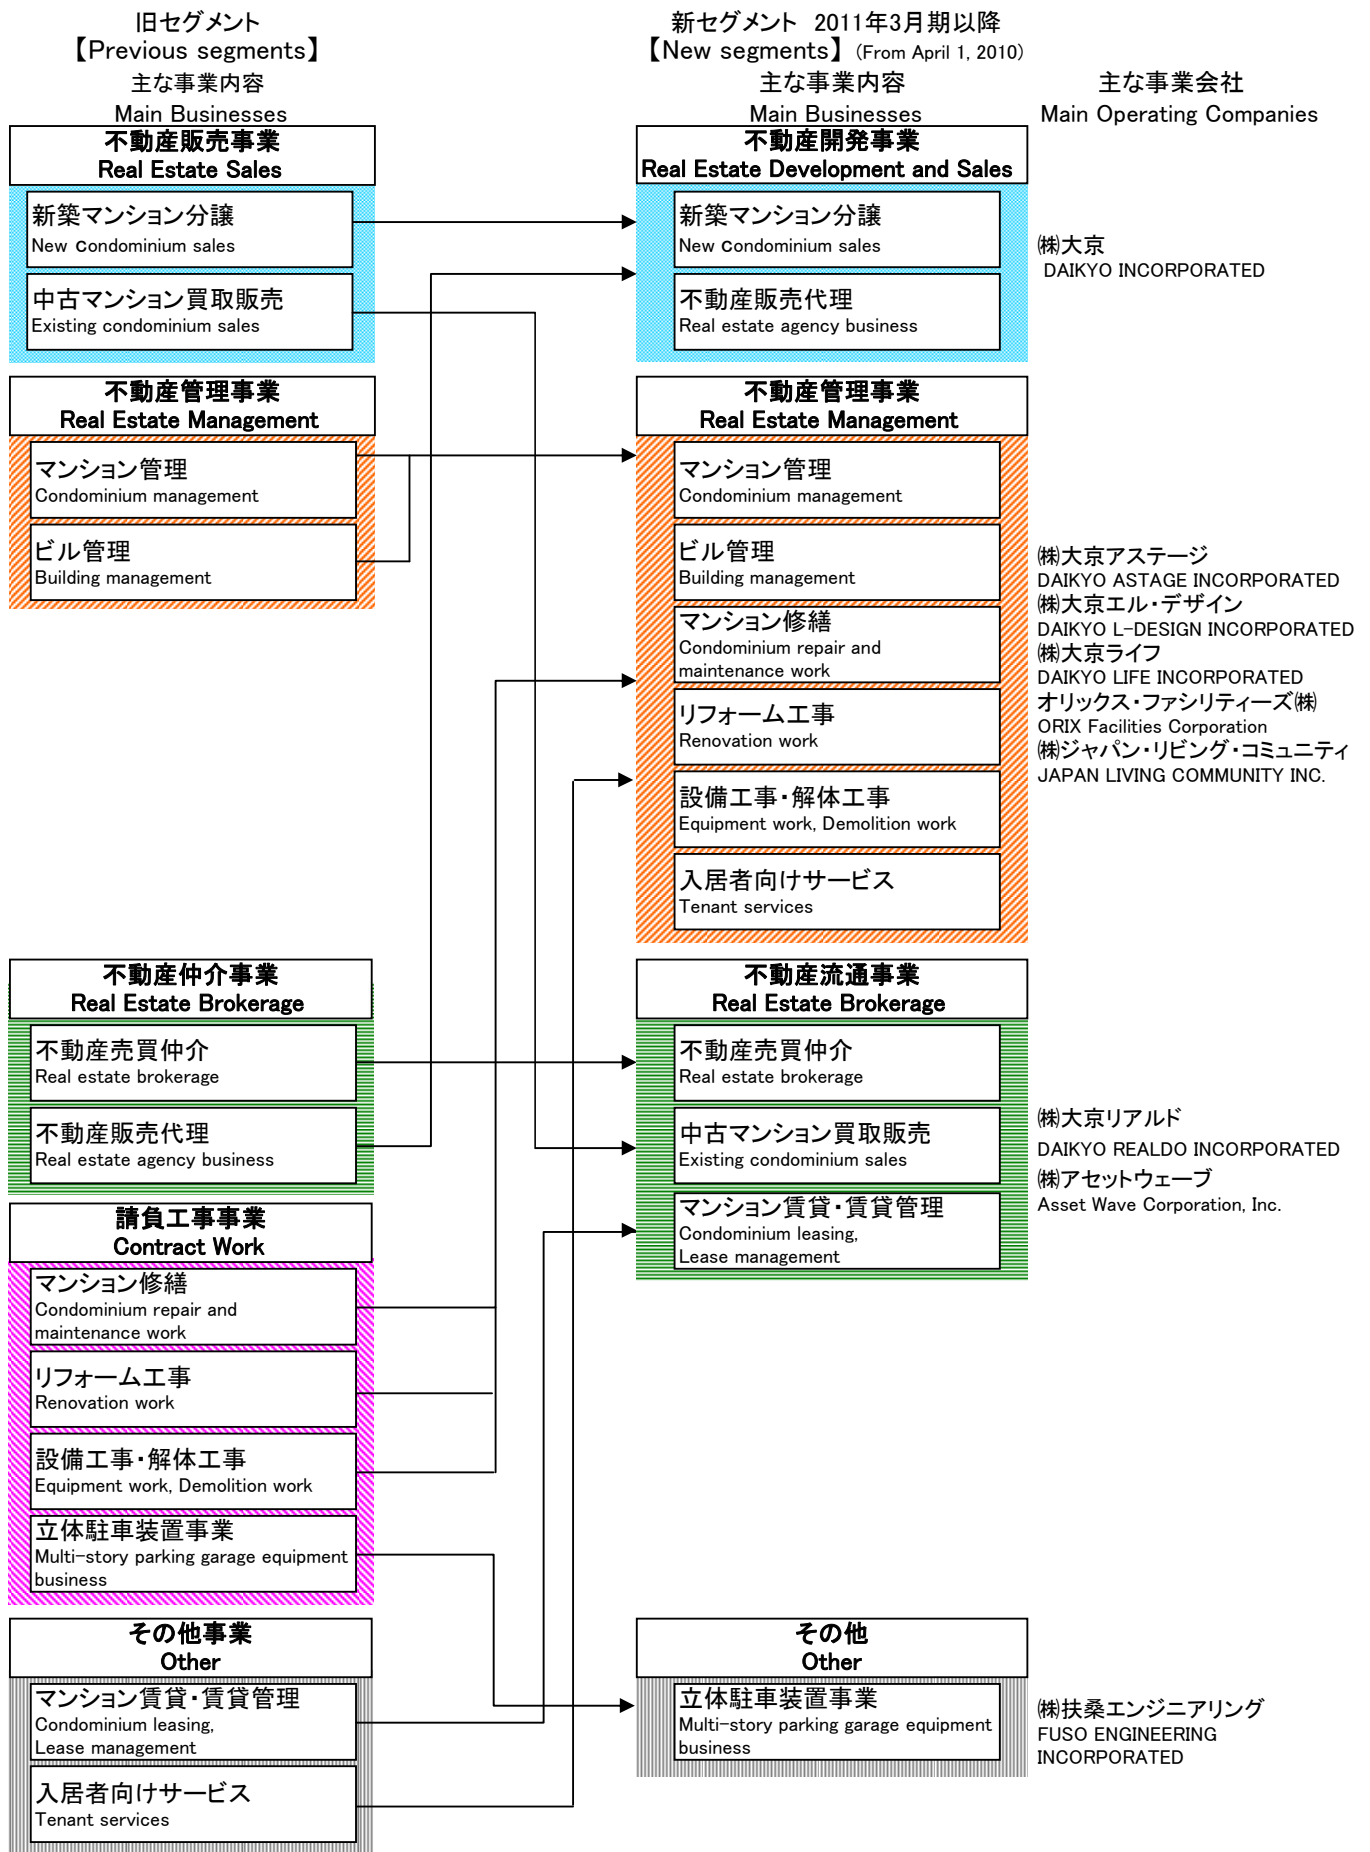 旧セグメント
【Previous segments】
主な事業内容
Main Businesses
不動産販売事業
Real Estate Sales
新築マンション分譲
New condominium sales
中古マンション買取販売
Existing condominium sales
不動産管理事業
Real Estate Management
マンション管理
Condominium management
ビル管理
Building management
不動産仲介事業
Real Estate Brokerage
不動産売買仲介
Real estate brokerage
不動産販売代理
Real estate agency business
請負工事事業
Contract Work
マンション修繕
Condominium repair and
maintenance work
リフォーム工事
Renovation work
設備工事・解体工事
Equipment work, Demolition work
立体駐車装置事業
Multi-story parking garage equipment
business
その他事業
Other
マンション賃貸・賃貸管理
Condominium leasing,
Lease management
入居者向けサービス
Tenant services
新セグメント 2011年3月期以降
【New segments】 (From April 1, 2010)
主な事業内容
Main Businesses
不動産開発事業
Real Estate Development and Sales
新築マンション分譲
New condominium sales
不動産販売代理
Real estate agency business
不動産管理事業
Real Estate Management
マンション管理
Condominium management
ビル管理
Building management
マンション修繕
Condominium repair and
maintenance work
リフォーム工事
Renovation work
設備工事・解体工事
Equipment work, Demolition work
入居者向けサービス
Tenant services
不動産流通事業
Real Estate Brokerage
不動産売買仲介
Real estate brokerage
中古マンション買取販売
Existing condominium sales
マンション賃貸・賃貸管理
Condominium leasing,
Lease management
その他
Other
立体駐車装置事業
Multi-story parking garage equipment
business
主な事業会社
Main Operating Companies
㈱大京
DAIKYO INCORPORATED
㈱大京アステージ
DAIKYO ASTAGE INCORPORATED
㈱大京エル・デザイン
DAIKYO L-DESIGN INCORPORATED
㈱大京ライフ
DAIKYO LIFE INCORPORATED
オリックス・ファシリティーズ㈱
ORIX Facilities Corporation
㈱ジャパン・リビング・コミュニティ
JAPAN LIVING COMMUNITY INC.
㈱大京リアルド
DAIKYO REALDO INCORPORATED
㈱アセットウェーブ
Asset Wave Corporation, Inc.
㈱扶桑エンジニアリング
FUSO ENGINEERING
INCORPORATED